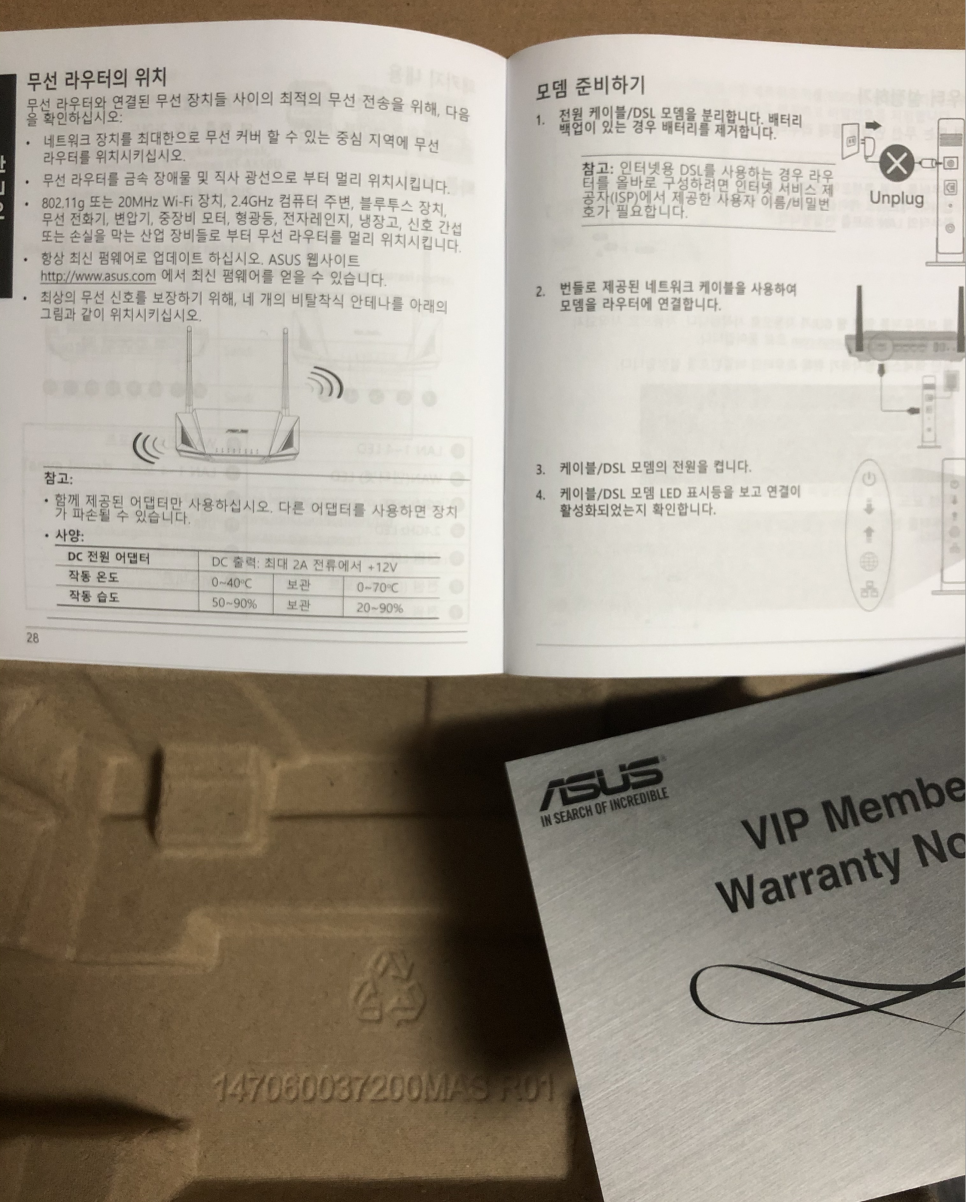 무선 라우터의 위치
무선 라우터와 연결된 무선 장치들 사이의 최적의 무선 전송을 위해, 다음
을 확인하십시오:
• 네트워크 장치를 최대한으로 무선 커버 할 수 있는 중심 지역에 무선
라우터를 위치시키십시오.
• 무선 라우터를 금속 장애물 및 직사 광선으로 부터 멀리 위치시킵니다.
• 802.11g 또는 20MHz Wi-Fi 장치, 2.4GHz 컴퓨터 주변, 블루투스 장치,
무선 전화기, 변압기, 중장비 모터, 형광등, 전자레인지, 냉장고, 신호 간섭
또는 손실을 막는 산업 장비들로 부터 무선 라우터를 멀리 위치시킵니다.
• 항상 최신 펌웨어로 업데이트 하십시오. ASUS 웹사이트
http://www.asus.com 에서 최신 펌웨어를 얻을 수 있습니다.
• 최상의 무선 신호를 보장하기 위해, 네 개의 비탈착식 안테나를 아래의
그림과 같이 위치시키십시오.
참고:
• 함께 제공된 어댑터만 사용하십시오. 다른 어댑터를 사용하면 장치
가 파손될 수 있습니다.
• 사양:
DC 전원 어댑터 DC 출력: 최대 2A 전류에서 +12V
작동 온도 0~40°C 보관 0~70°C
작동 습도 50~90% 보관 20~90%
28
모뎀 준비하기
1. 전원 케이블/DSL 모뎀을 분리합니다. 배터리
백업이 있는 경우 배터리를 제거합니다.
Unplug
참고: 인터넷용 DSL를 사용하는 경우 라우
터를 올바로 구성하려면 인터넷 서비스 제
공자(ISP)에서 제공한 사용자 이름/비밀번
호가 필요합니다.
2. 번들로 제공된 네트워크 케이블을 사용하여
모뎀을 라우터에 연결합니다.
3. 케이블/DSL 모뎀의 전원을 켭니다.
4. 케이블/DSL 모뎀 LED 표시등을 보고 연결이
활성화되었는지 확인합니다.
ASUS
IN SEARCH OF INCREDIBLE
VIP Membe
Warranty No
147060037200MAS R01